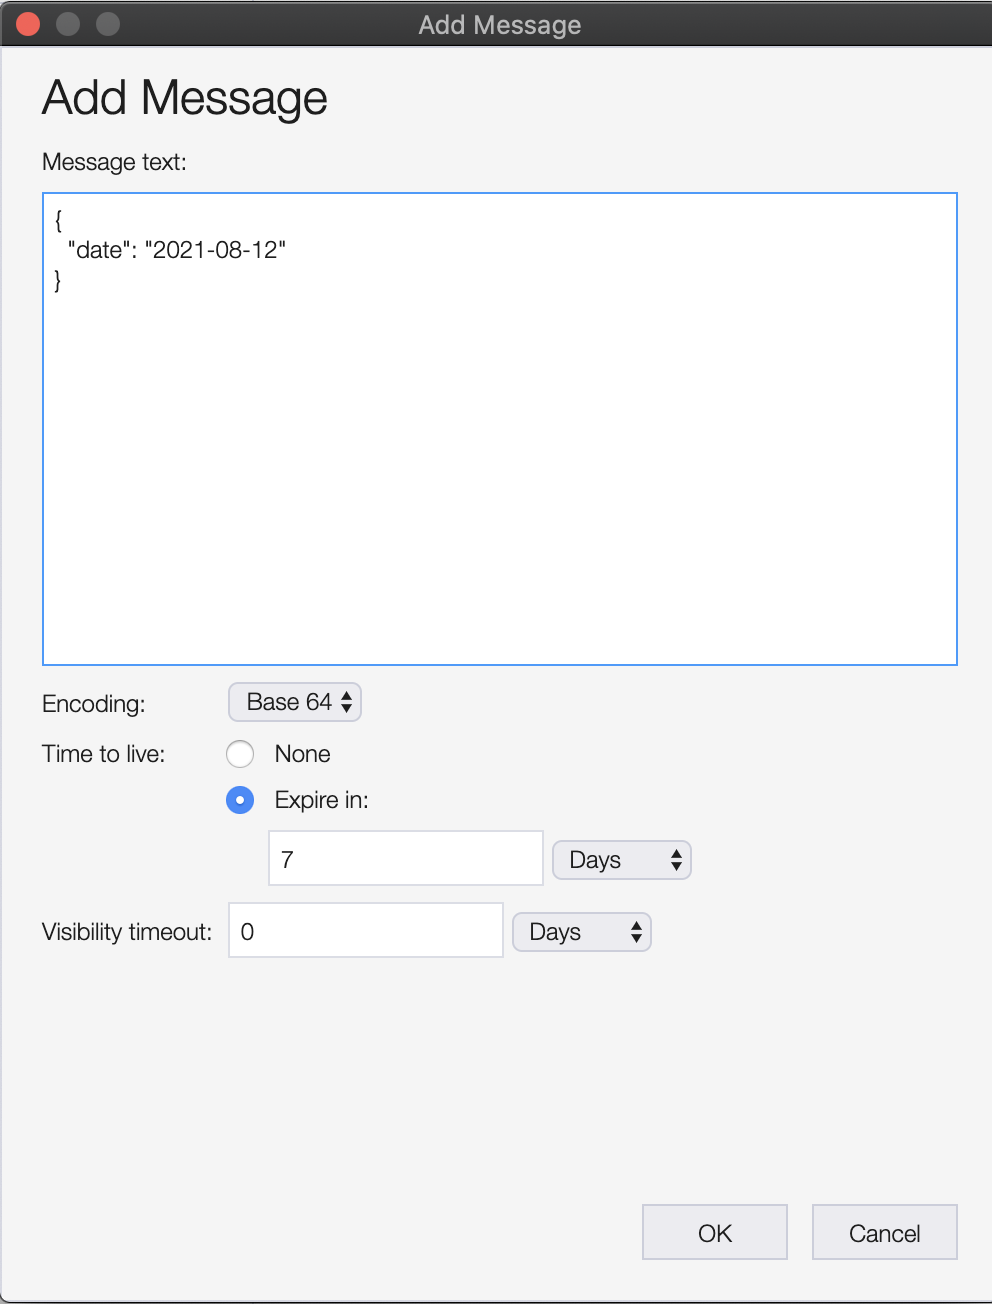 Add Message
Add Message
Message text:
{
"date": "2021-08-12"
}
Encoding: Base 64
Time to live: None
Expire in:
7 Days
Visibility timeout: 0 Days
OK Cancel